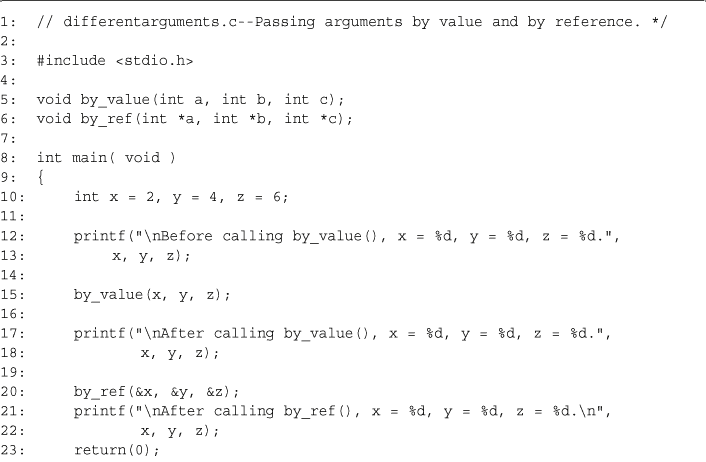 1: // differentarguments.c--Passing arguments by value and by reference. */
2:
3: #include <stdio.h>
4:
5: void by_value(int a, int b, int c);
6: void by_ref(int *a, int *b, int *c);
7:
8: int main( void )
9: {
10: int x = 2, y = 4, z = 6;
11:
12: printf("\nBefore calling by_value(), x = %d, y = %d, z = %d.",
13: x, y, z);
14:
15: by_value(x, y, z);
16:
17: printf("\nAfter calling by_value(), x = %d, y = %d, z = %d.",
18: x, y, z);
19:
20: by_ref(&x, &y, &z);
21: printf("\nAfter calling by_ref(), x = %d, y = %d, z = %d.\n",
22: x, y, z);
23: return(0);